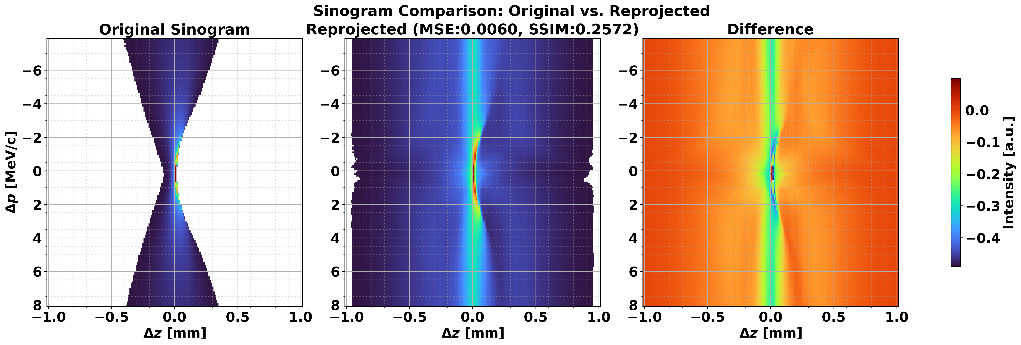 Sinogram Comparison: Original vs. Reprojected
Original Sinogram
Reprojected (MSE:0.0060, SSIM:0.2572)
Difference
Δp [MeV/c]
−6
−4
−2
0
2
4
6
8
−1.0 −0.5 0.0 0.5 1.0
Δz [mm]
−6
−4
−2
0
2
4
6
8
−1.0 −0.5 0.0 0.5 1.0
Δz [mm]
−6
−4
−2
0
2
4
6
8
−1.0 −0.5 0.0 0.5 1.0
Δz [mm]
0.0
−0.1
−0.2
−0.3
−0.4
Intensity [a.u.]